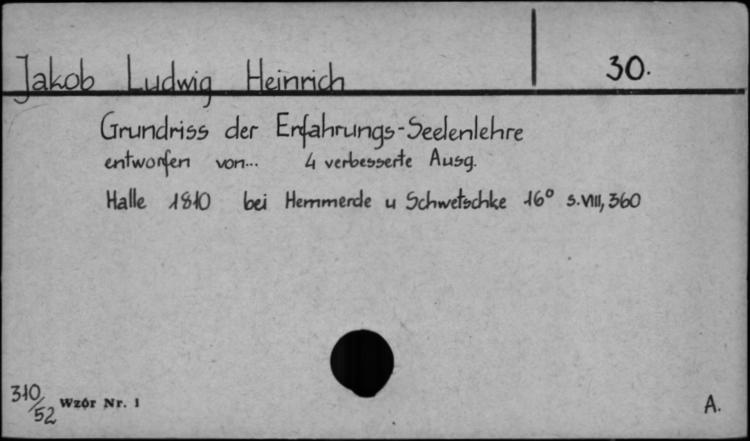 Jakob Ludwig Heinrich 30.
Grundriss der Erfahrungs-Seelenlehre
entworfen von... 4 verbesserte Ausg.
Halle 1810 bei Hemmerde u Schwetschke 16° s. VIII, 360
310/52 Wzór Nr. 1 A.